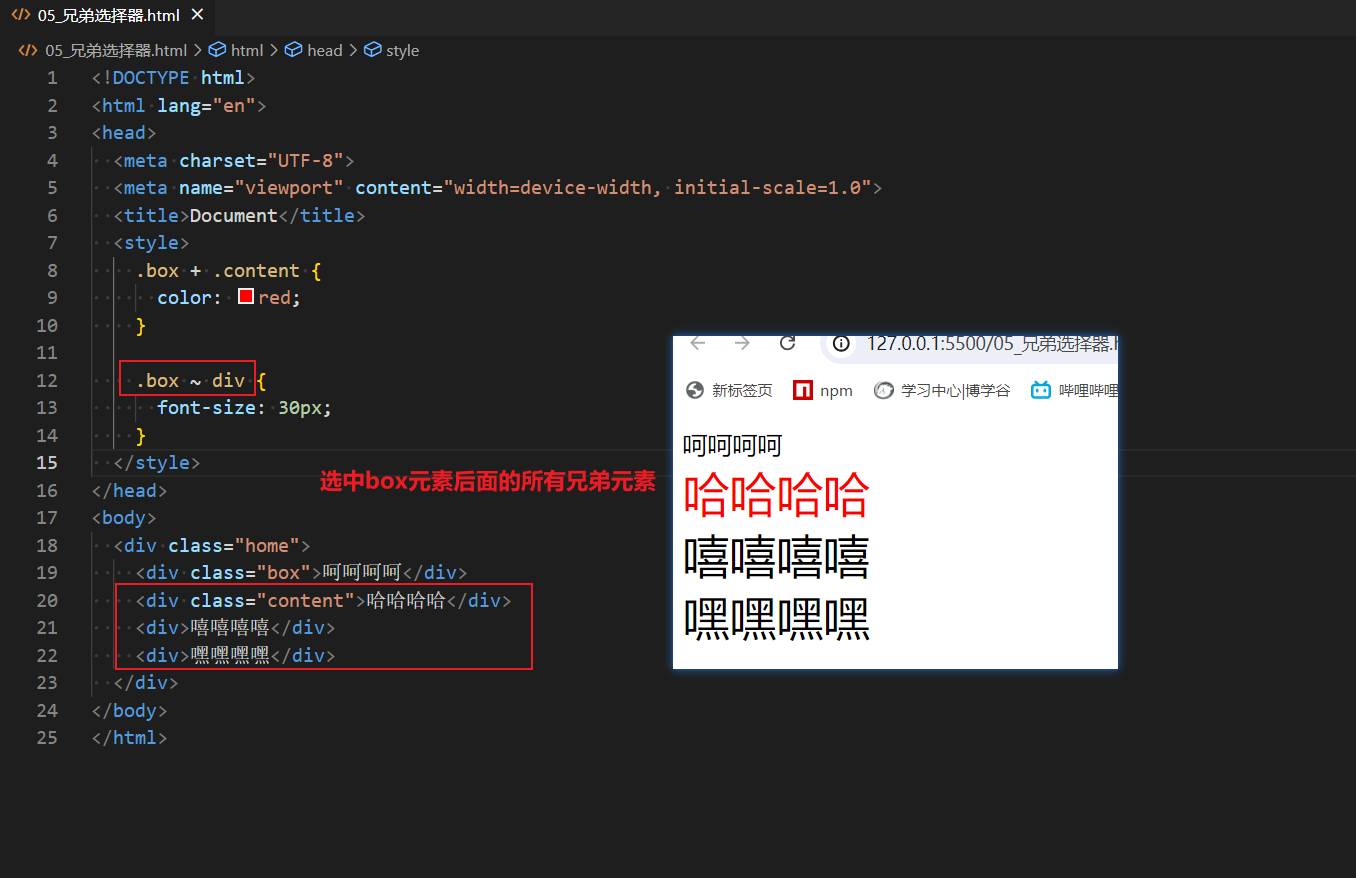 05_兄弟选择器.html
05_兄弟选择器.html > html > head > style
1 <!DOCTYPE html>
2 <html lang="en">
3 <head>
4 <meta charset="UTF-8">
5 <meta name="viewport" content="width=device-width, initial-scale=1.0">
6 <title>Document</title>
7 <style>
8 .box + .content {
9 color: red;
10 }
11
12 .box ~ div {
13 font-size: 30px;
14 }
15 </style>
选中box元素后面的所有兄弟元素
16 </head>
17 <body>
18 <div class="home">
19 <div class="box">呵呵呵呵</div>
20 <div class="content">哈哈哈哈</div>
21 <div>嘻嘻嘻嘻</div>
22 <div>嘿嘿嘿嘿</div>
23 </div>
24 </body>
25 </html>
127.0.0.1:5500/05_兄弟选择器.
新标签页 npm 学习中心|博学谷 哔哩哔哩
呵呵呵呵
哈哈哈哈
嘻嘻嘻嘻
嘿嘿嘿嘿